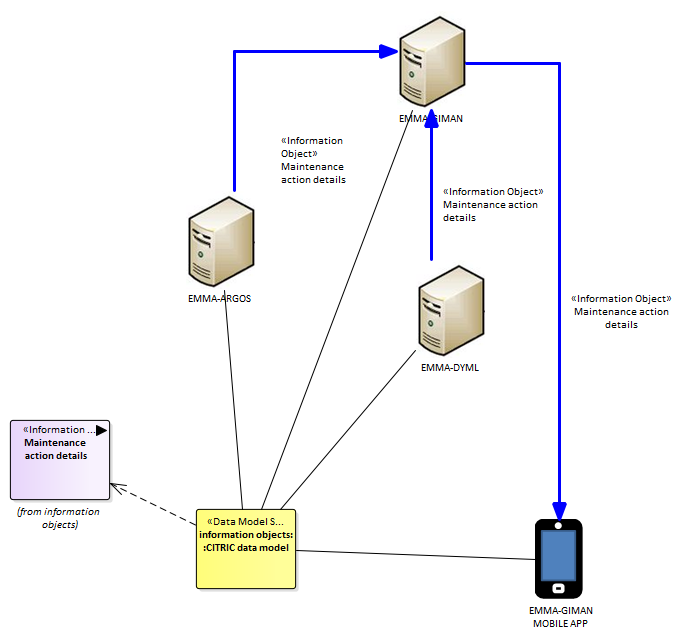 EMMA-GIMAN
«Information
Object»
Maintenance
action details
«Information Object»
Maintenance action
details
EMMA-ARGOS
«Information Object»
Maintenance action
details
EMMA-DYML
«Information ...
Maintenance
action details
(from information
objects)
«Data Model S...
information objects:
:CITRIC data model
EMMA-GIMAN
MOBILE APP